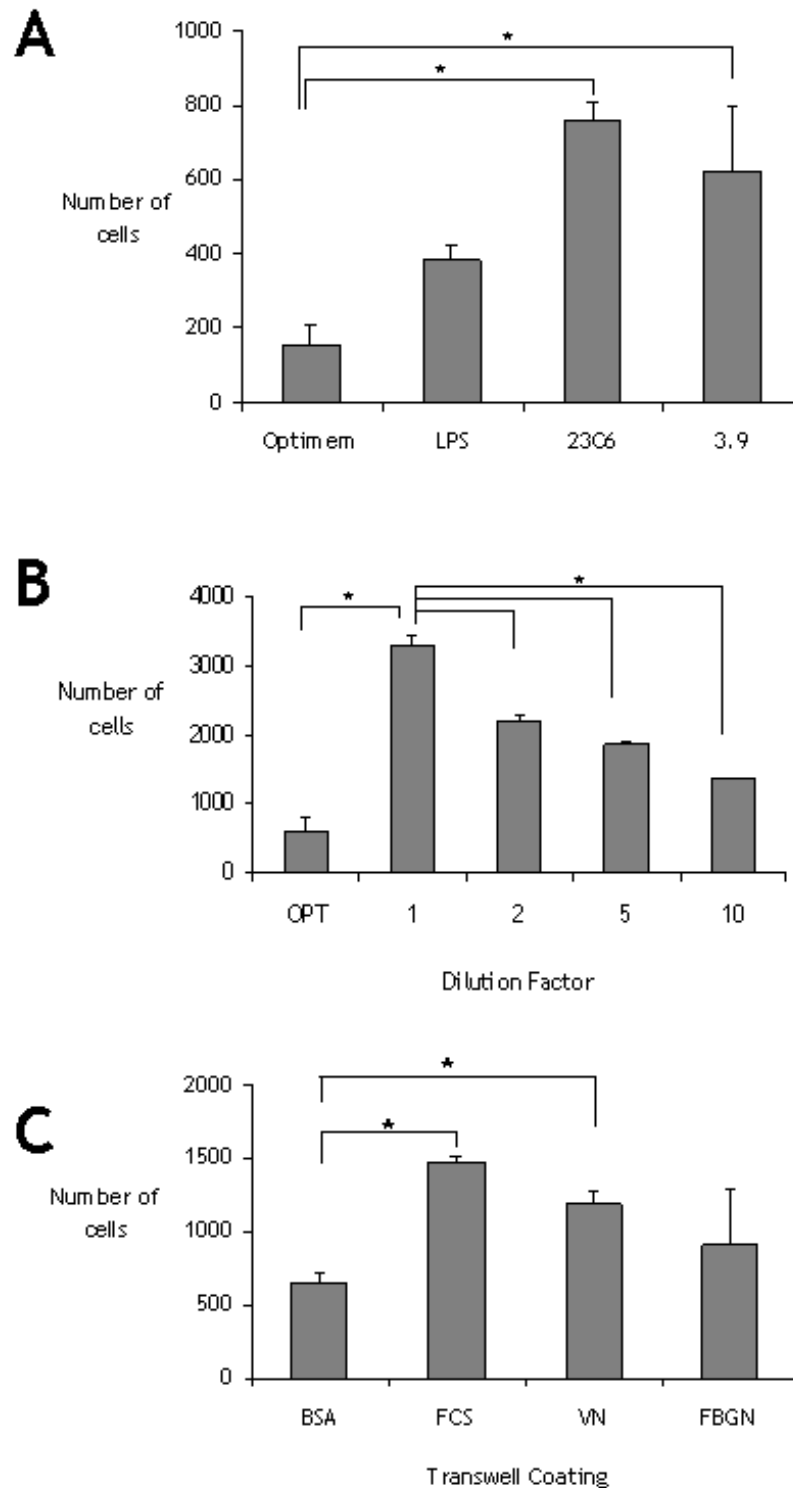 A
1000
800
600
400
200
0
Number of
cells
*
*
Optimem LPS 23C6 3.9
B
4000
3000
2000
1000
0
Number of
cells
*
*
OPT 1 2 5 10
Dilution Factor
C
2000
1500
1000
500
0
Number of
cells
*
*
BSA FCS VN FBGN
Transwell Coating